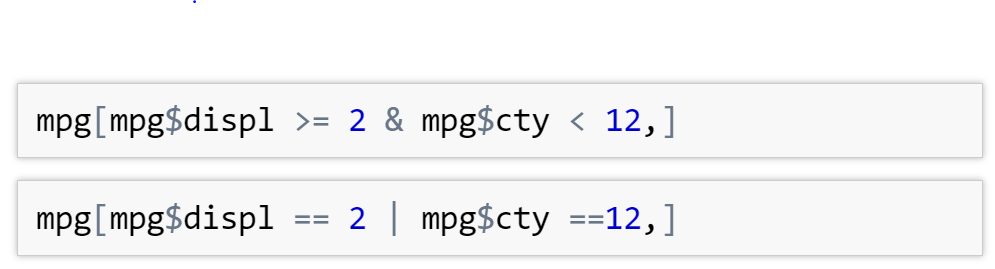 mpg[mpg$displ >= 2 & mpg$cty < 12,]
mpg[mpg$displ == 2 | mpg$cty ==12,]